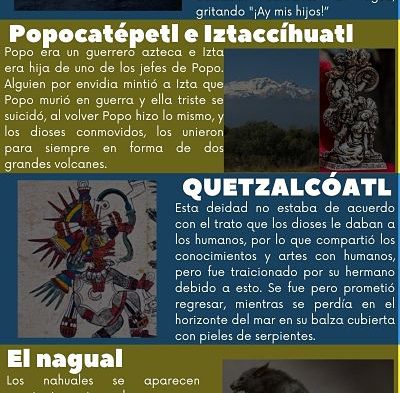 gritando "¡Ay mis hijos!”
Popocatépetl e Iztaccíhuatl
Popo era un guerrero azteca e Izta
era hija de uno de los jefes de Popo.
Alguien por envidia mintió a Izta que
Popo murió en guerra y ella triste se
suicidó, al volver Popo hizo lo mismo, y
los dioses conmovidos, los unieron
para siempre en forma de dos
grandes volcanes.
QUETZALCÓATL
Esta deidad no estaba de acuerdo
con el trato que los dioses le daban a
los humanos, por lo que compartió los
conocimientos y artes con humanos,
pero fue traicionado por su hermano
debido a esto. Se fue pero prometió
regresar, mientras se perdía en el
horizonte del mar en su balza cubierta
con pieles de serpientes.
El nagual
Los nahuales se aparecen